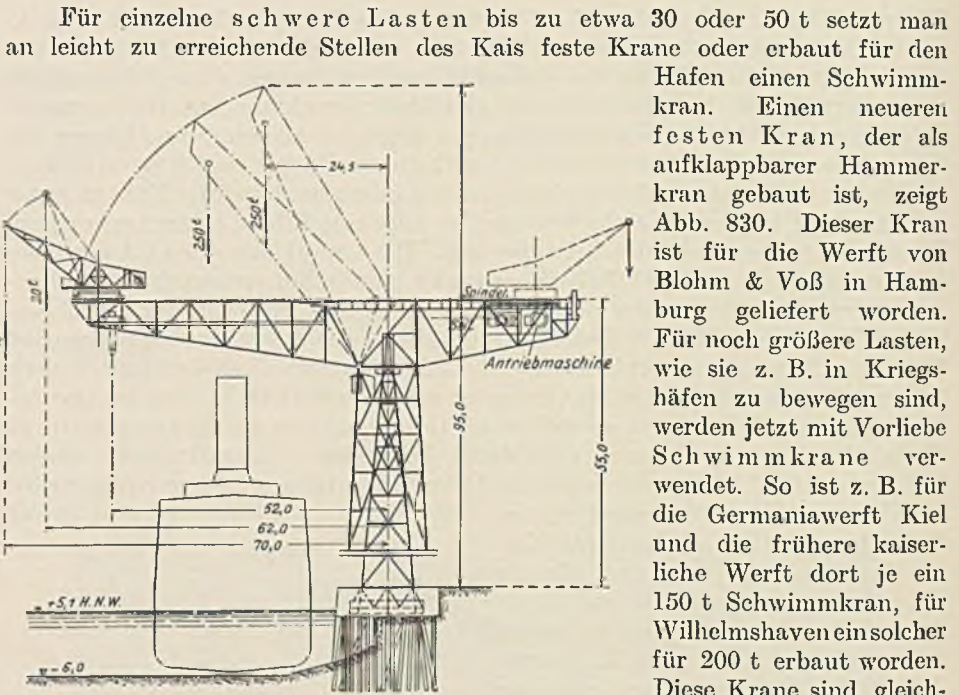 Für einzelne schwere Lasten bis zu etwa 30 oder 50 t setzt man
an leicht zu erreichende Stellen des Kais feste Krane oder erbaut für den
Hafen einen Schwimm-
kran. Einen neueren
festen Kran, der als
aufklappbarer Hammer-
kran gebaut ist, zeigt
Abb. 830. Dieser Kran
ist für die Werft von
Blohm & Voß in Ham-
burg geliefert worden.
Für noch größere Lasten,
wie sie z. B. in Kriegs-
häfen zu bewegen sind,
werden jetzt mit Vorliebe
Schwimmkrane ver-
wendet. So ist z. B. für
die Germaniawerft Kiel
und die frühere kaiser-
liche Werft dort je ein
150 t Schwimmkran, für
Wilhelmshaven ein solcher
für 200 t erbaut worden.
Diese Krane sind gleich-
24,5
250 t
250 t
20 t
Spindel
Antriebmaschine
95,0
55,0
52,0
62,0
70,0
+5,1 H.N.W.
-6,0